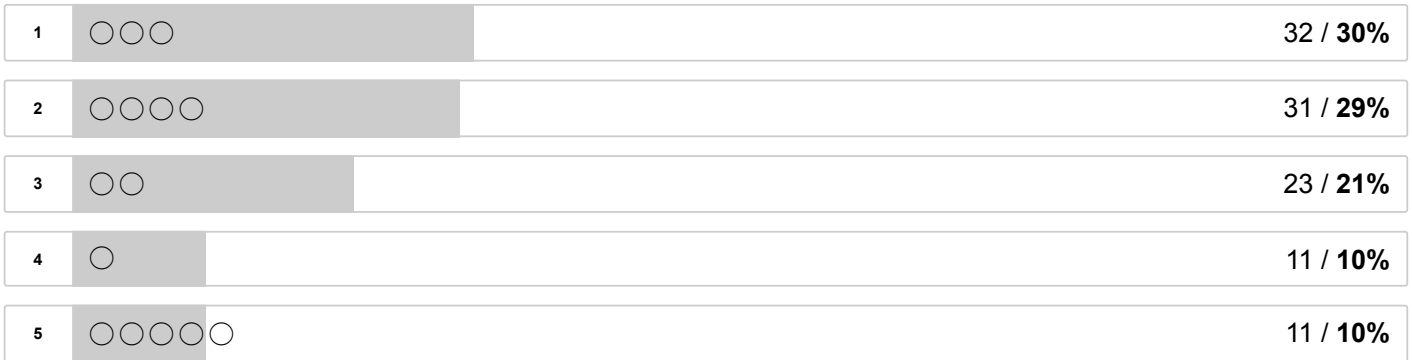 1 ◯◯◯ 32 / 30%
2 ◯◯◯◯ 31 / 29%
3 ◯◯ 23 / 21%
4 ◯ 11 / 10%
5 ◯◯◯◯◯ 11 / 10%